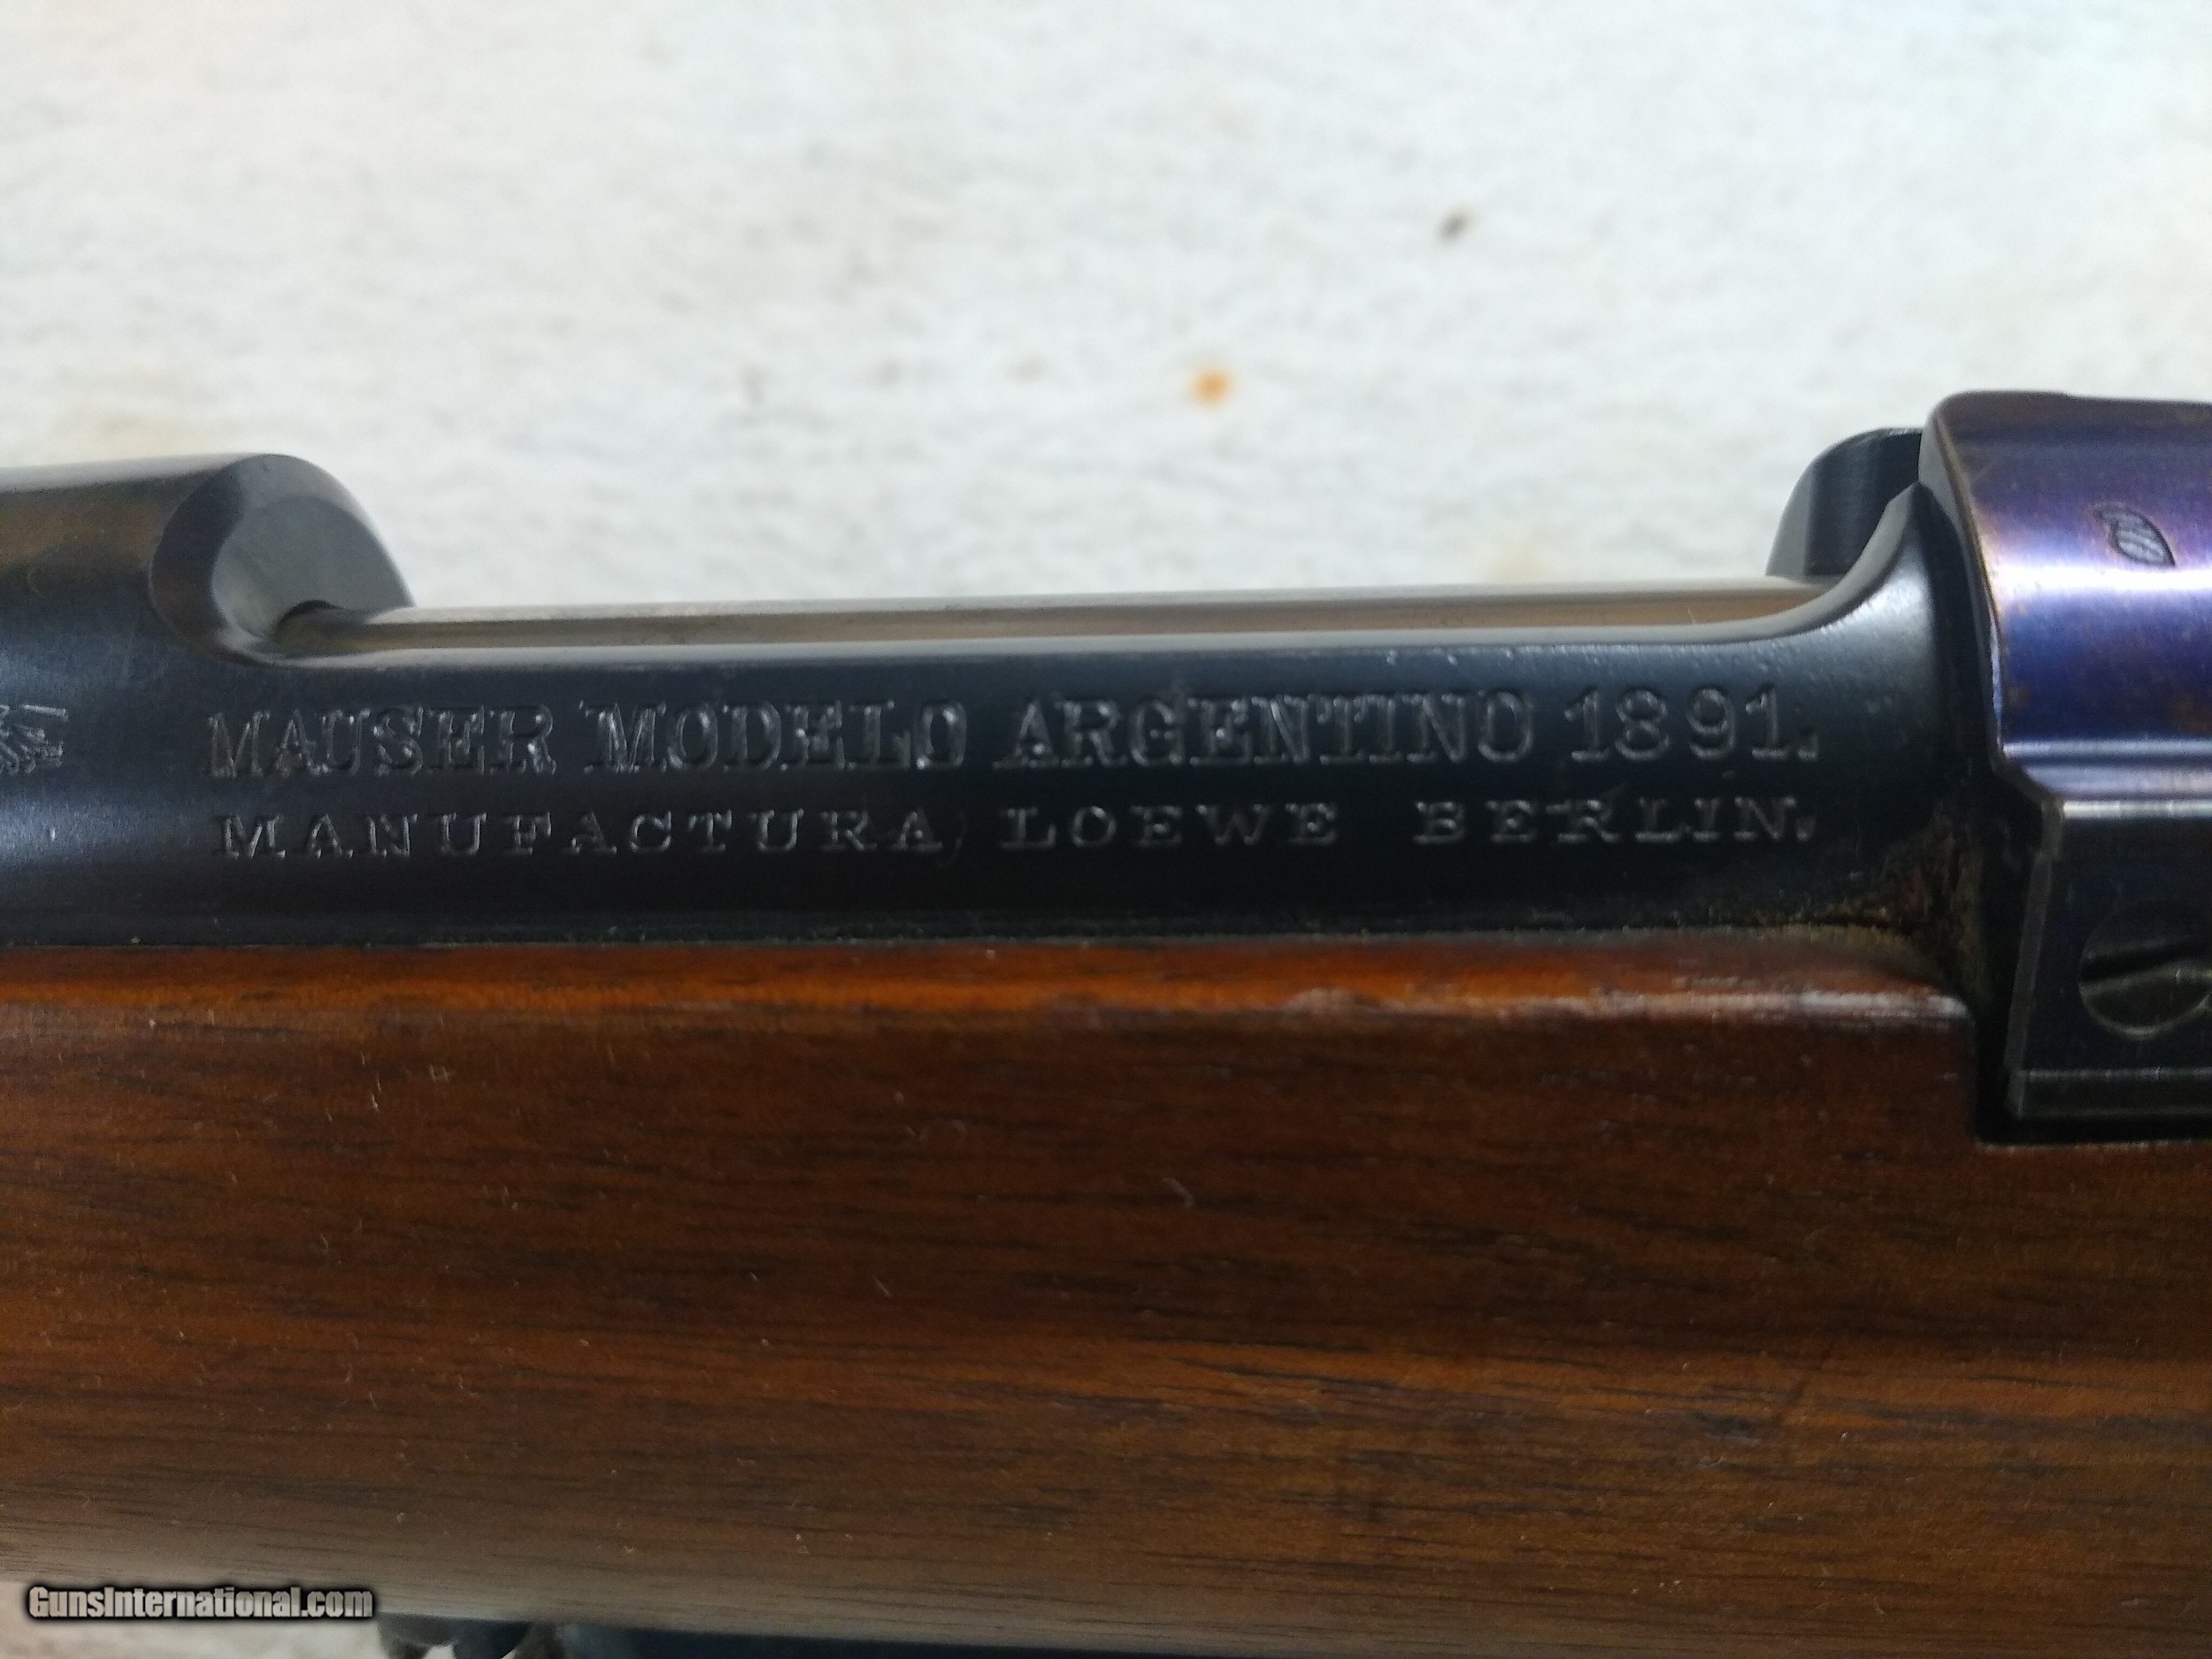 MAUSER MODELO ARGENTINO 1891.
MANUFACTURA LOEWE BERLIN.
GunsInternational.com